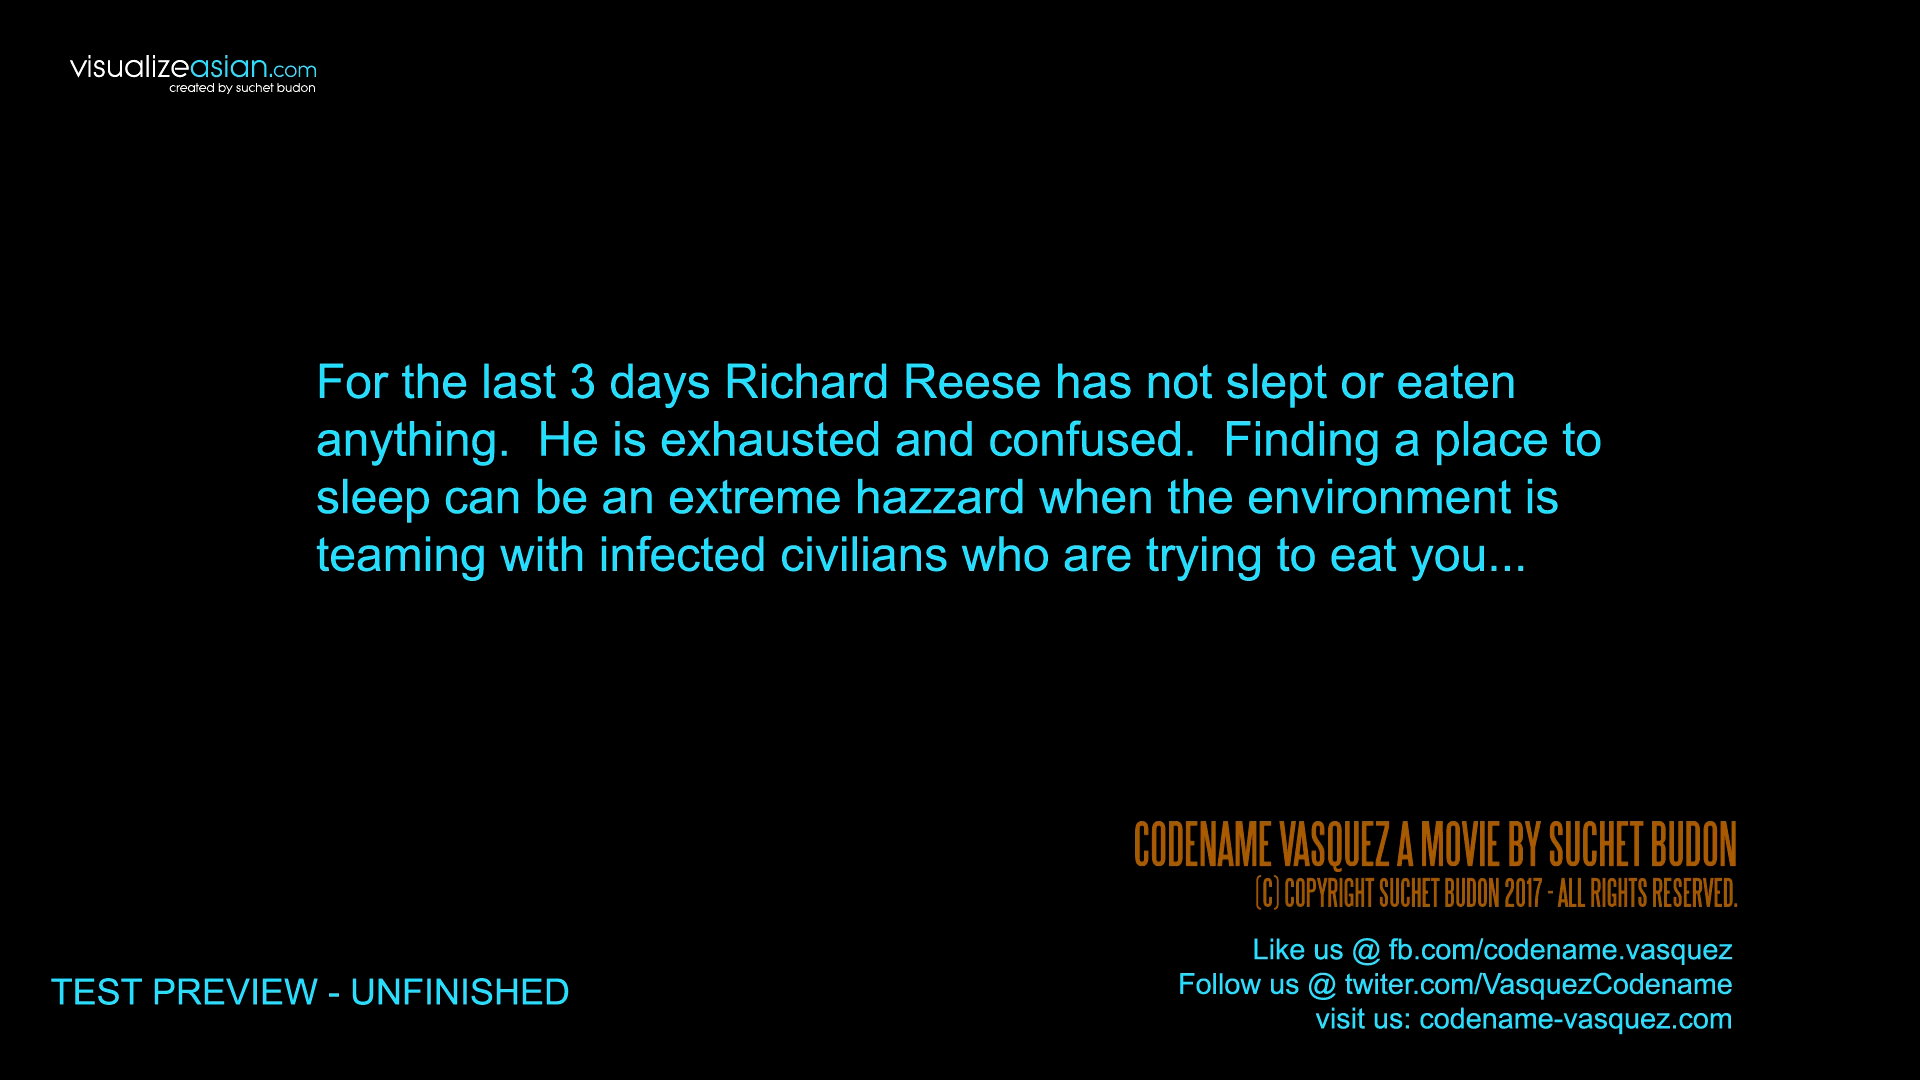 visualizeasian.com
created by suchet budon
For the last 3 days Richard Reese has not slept or eaten
anything.  He is exhausted and confused.  Finding a place to
sleep can be an extreme hazzard when the environment is
teaming with infected civilians who are trying to eat you...
CODENAME VASQUEZ A MOVIE BY SUCHET BUDON
(C) COPYRIGHT SUCHET BUDON 2017 - ALL RIGHTS RESERVED.
Like us @ fb.com/codename.vasquez
Follow us @ twiter.com/VasquezCodename
visit us: codename-vasquez.com
TEST PREVIEW - UNFINISHED